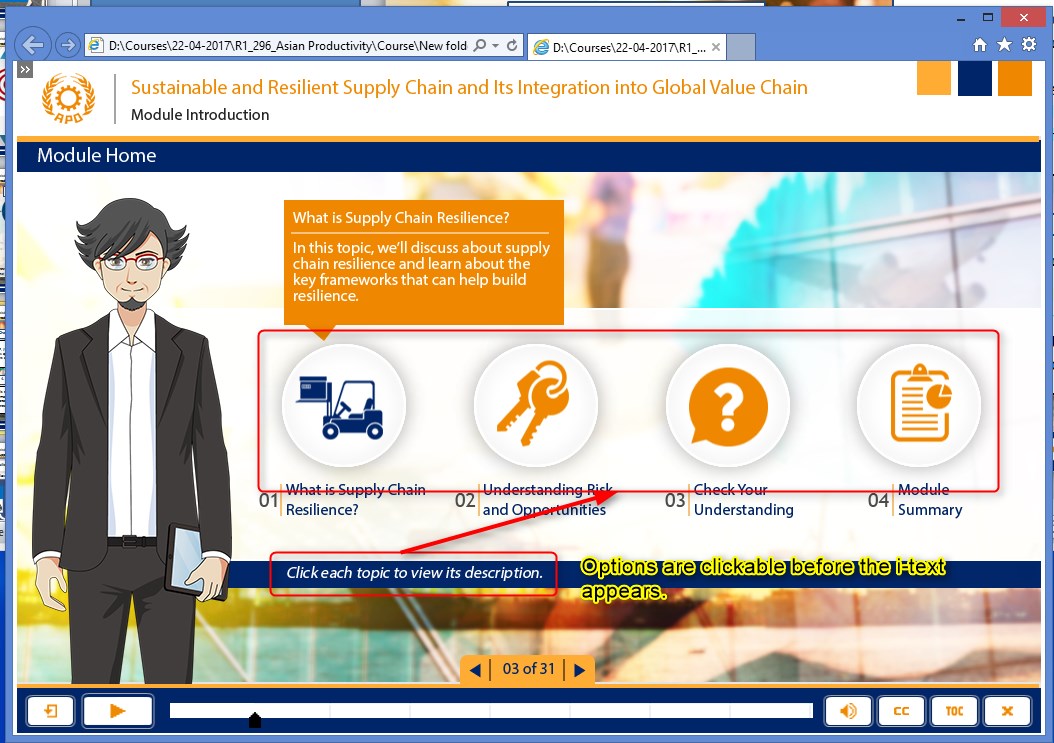 D:\Courses\22-04-2017\R1_296_Asian Productivity\Course\New fold
D:\Courses\22-04-2017\R1_...
APO
Sustainable and Resilient Supply Chain and Its Integration into Global Value Chain
Module Introduction
Module Home
What is Supply Chain Resilience?
In this topic, we'll discuss about supply
chain resilience and learn about the
key frameworks that can help build
resilience.
01 What is Supply Chain
Resilience?
02 Understanding Risk
and Opportunities
03 Check Your
Understanding
04 Module
Summary
Click each topic to view its description.
Options are clickable before the i-text
appears.
03 of 31
CC
TOC